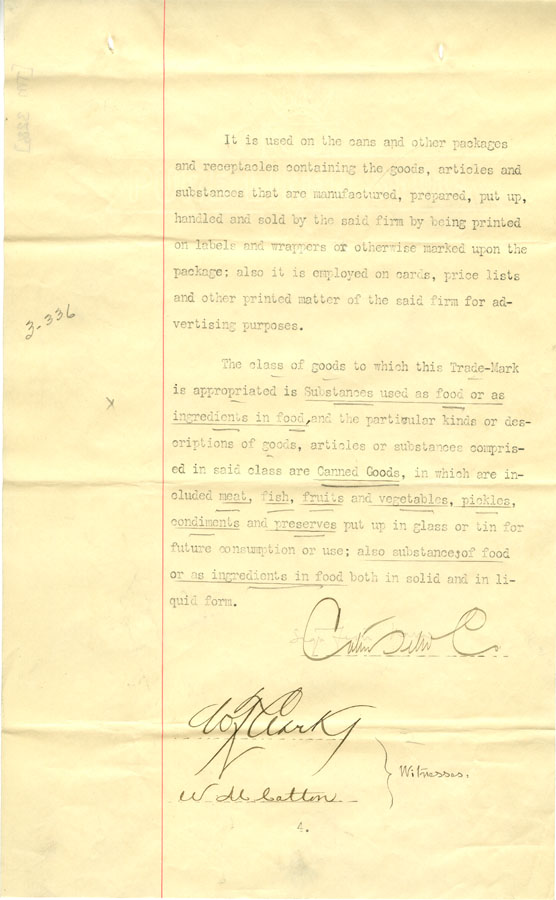 It is used on the cans and other packages
and receptacles containing the goods, articles and
substances that are manufactured, prepared, put up,
handled and sold by the said firm by being printed
on labels and wrappers or otherwise marked upon the
package; also it is employed on cards, price lists
and other printed matter of the said firm for ad-
vertising purposes.
3-336
The class of goods to which this Trade-Mark
is appropriated is Substances used as food or as
ingredients in food, and the particular kinds or des-
criptions of goods, articles or substances compris-
ed in said class are Canned Goods, in which are in-
cluded meat, fish, fruits and vegetables, pickles,
condiments and preserves put up in glass or tin for
future consumption or use; also substances of food
or as ingredients in food both in solid and in li-
quid form.
Co
Clark
Witnesses.
4.